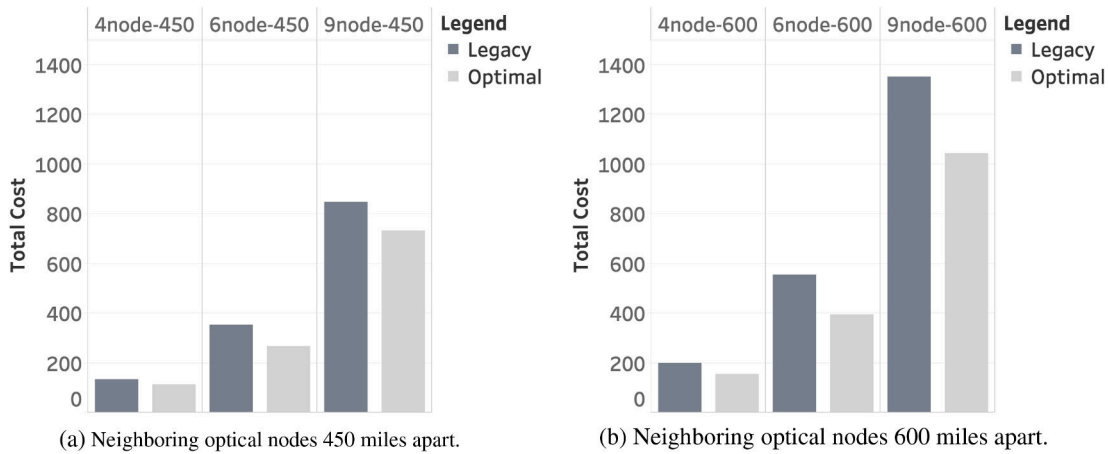 4node-450 6node-450 9node-450 Legend
Legacy
Optimal
1400
1200
1000
800
600
400
200
0
Total Cost
(a) Neighboring optical nodes 450 miles apart.
4node-600 6node-600 9node-600 Legend
Legacy
Optimal
1400
1200
1000
800
600
400
200
0
Total Cost
(b) Neighboring optical nodes 600 miles apart.